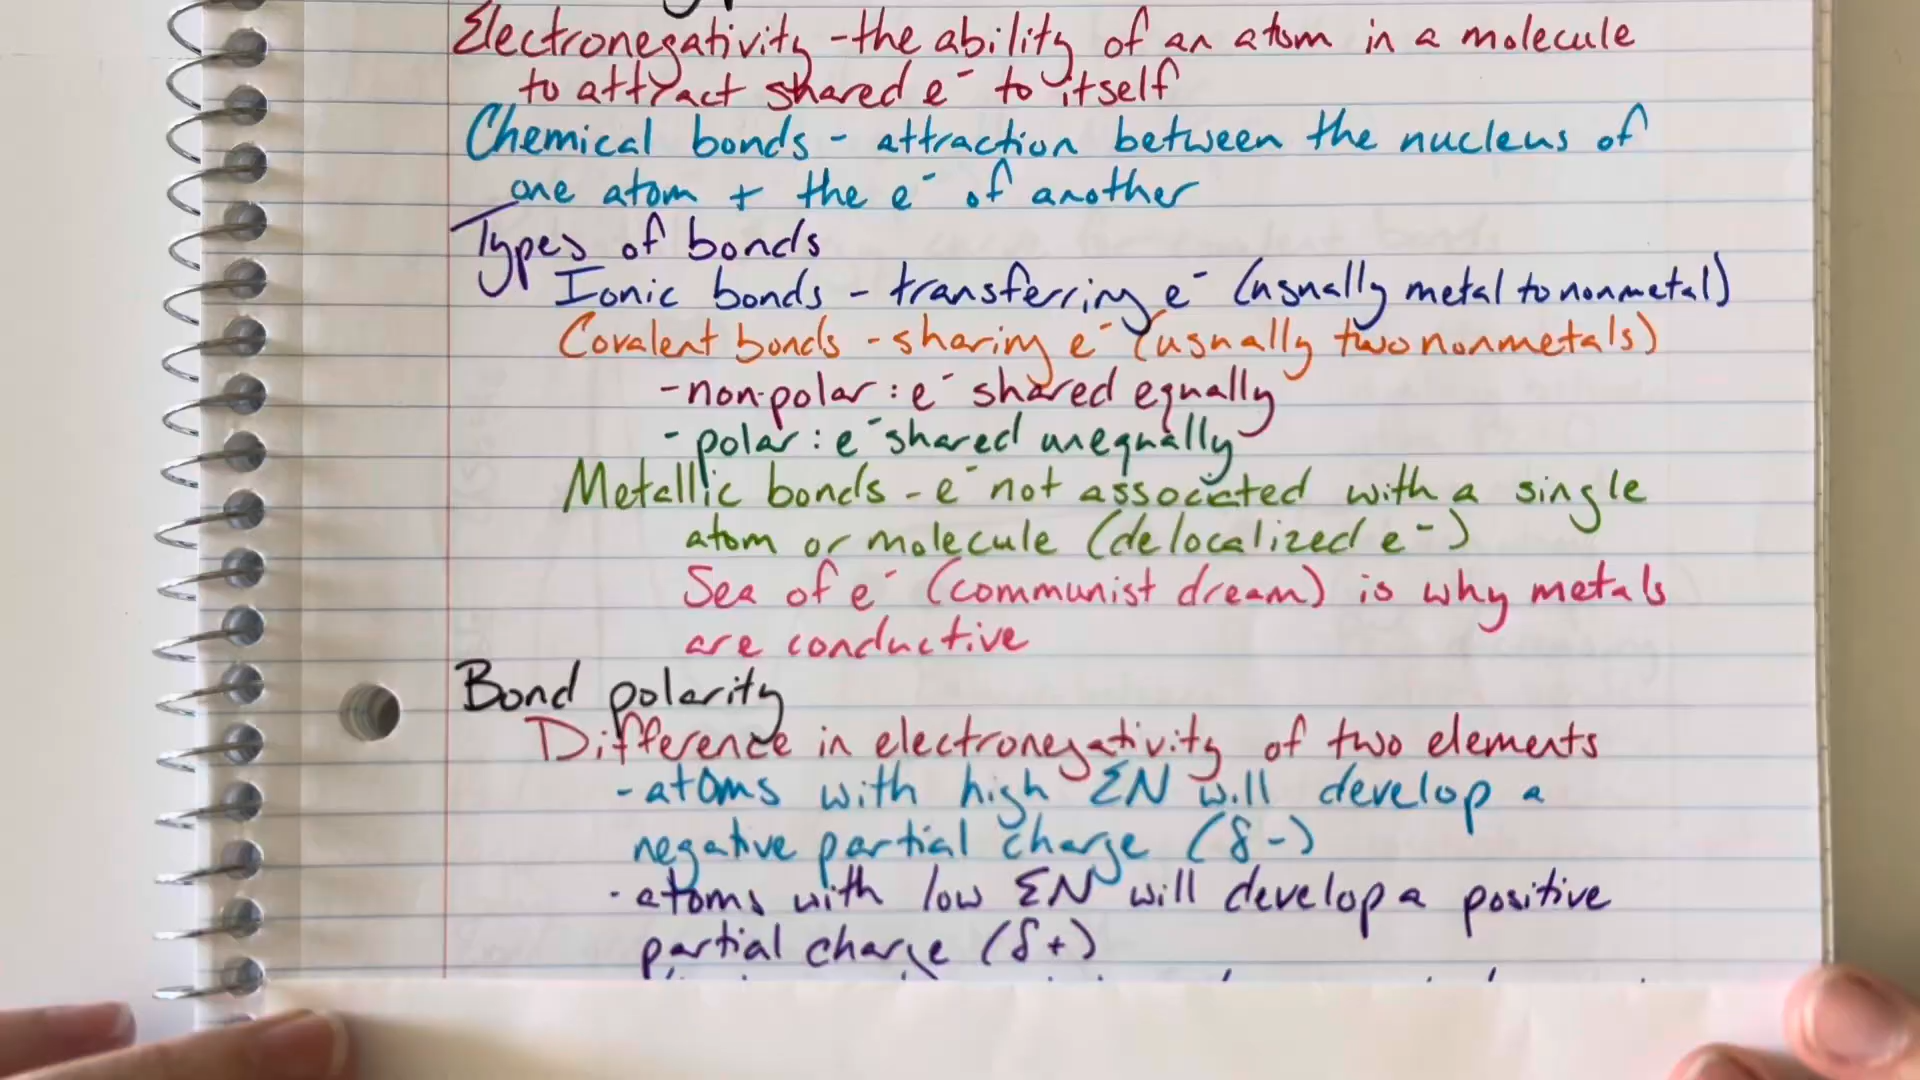 Electronegativity - the ability of an atom in a molecule
to attract shared e⁻ to itself
Chemical bonds - attraction between the nucleus of
one atom + the e⁻ of another
Types of bonds
Ionic bonds - transferring e⁻ (usually metal to nonmetal)
Covalent bonds - sharing e⁻ (usually two nonmetals)
- non-polar : e⁻ shared equally
- polar : e⁻ shared unequally
Metallic bonds - e⁻ not associated with a single
atom or molecule (delocalized e⁻)
Sea of e⁻ (communist dream) is why metals
are conductive
Bond polarity
Difference in electronegativity of two elements
- atoms with high EN will develop a
negative partial charge (δ-)
- atoms with low EN will develop a positive
partial charge (δ+)